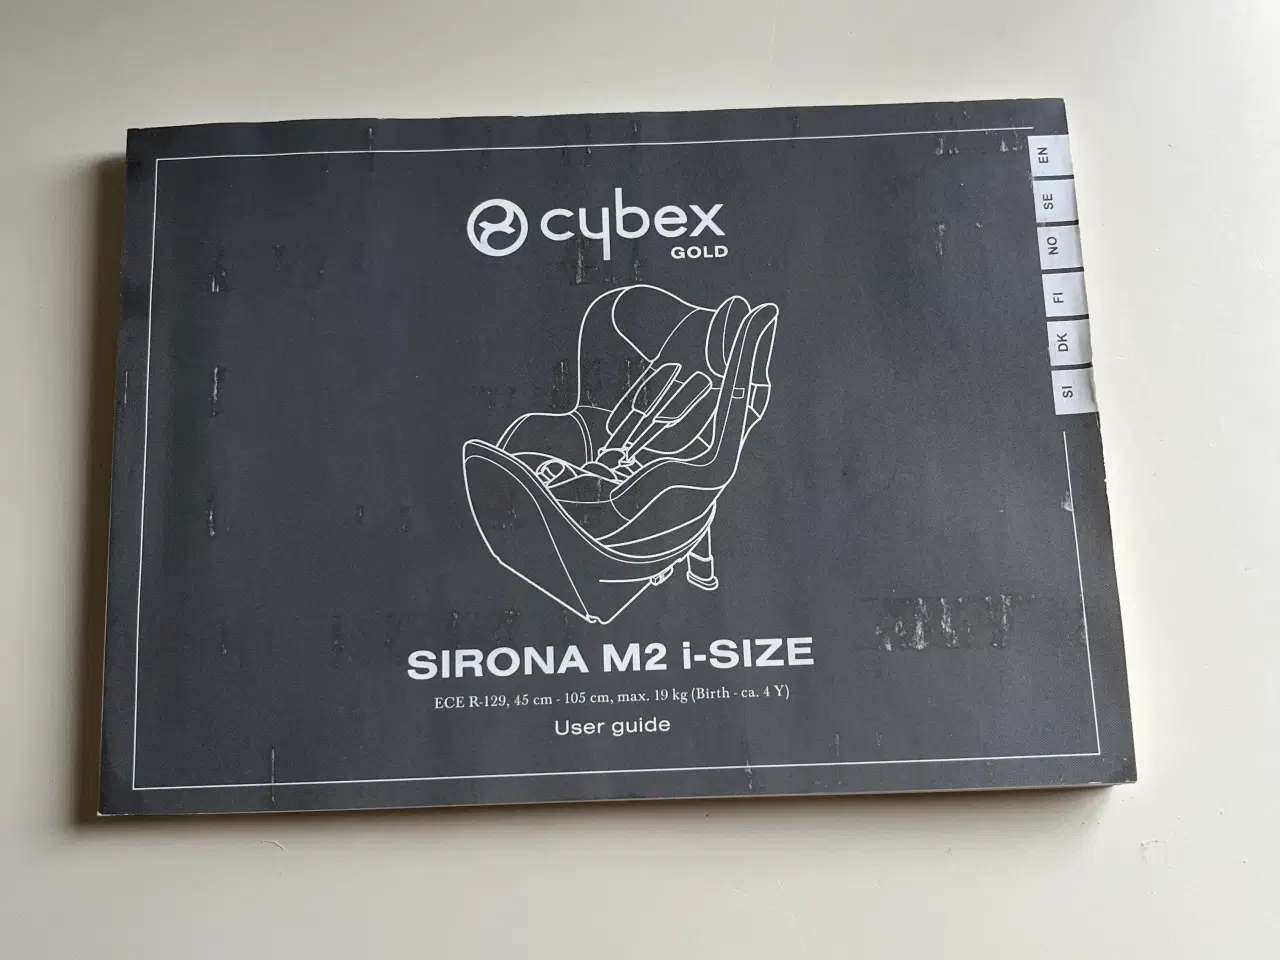 cybex
GOLD
EN
SE
NO
FI
DK
SI
SIRONA M2 i-SIZE
ECE R-129, 45 cm - 105 cm, max. 19 kg (Birth - ca. 4 Y)
User guide